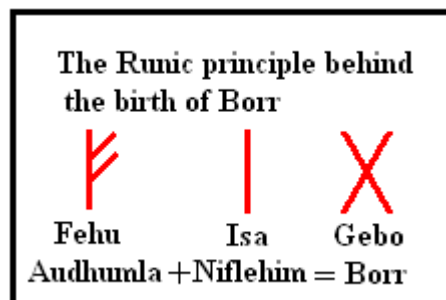 The Runic principle behind
the birth of Borr
ᚠ ᛁ ᚷ
Fehu Isa Gebo
Audhumla + Niflehim = Borr